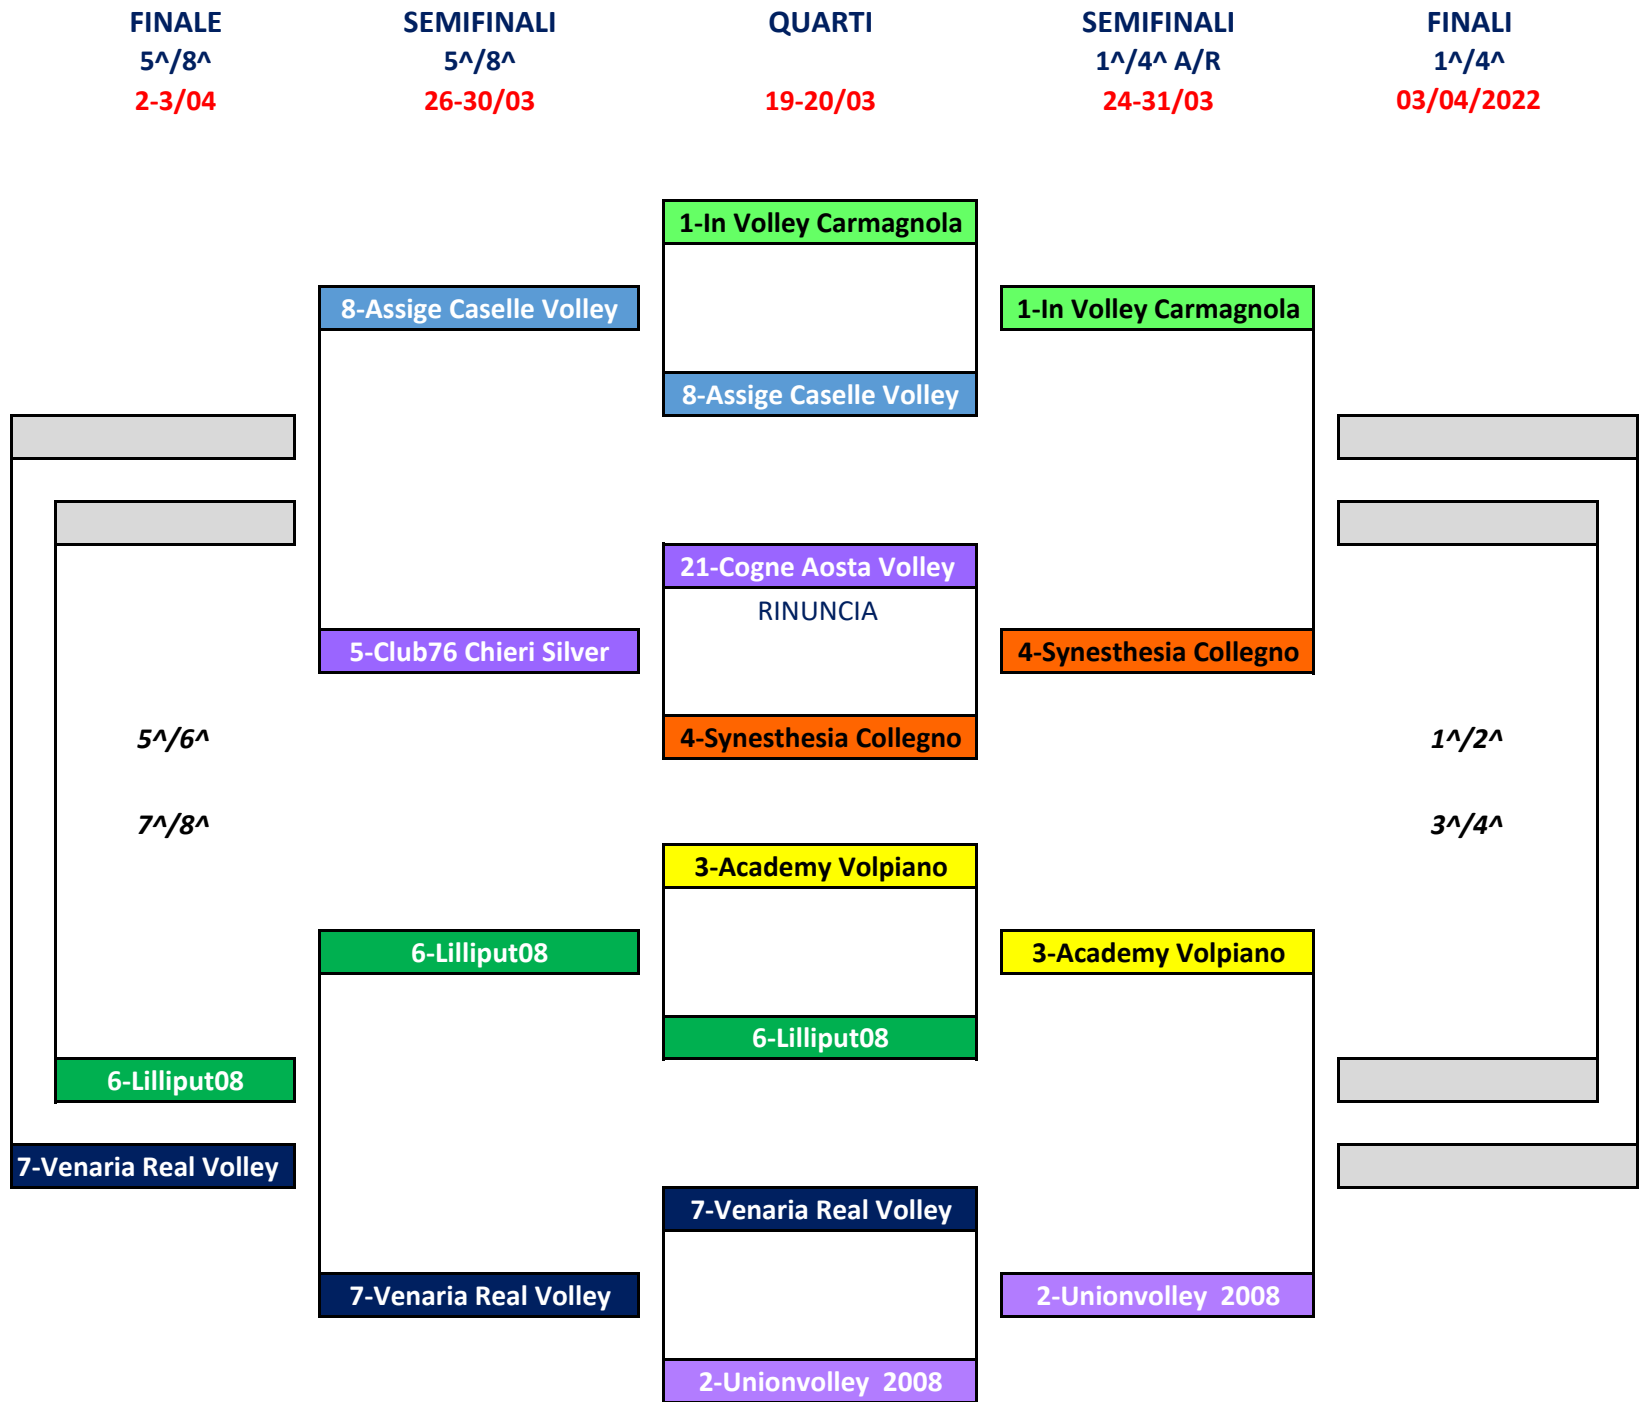 FINALE
5^/8^
2-3/04
SEMIFINALI
5^/8^
26-30/03
QUARTI
19-20/03
SEMIFINALI
1^/4^ A/R
24-31/03
FINALI
1^/4^
03/04/2022
1-In Volley Carmagnola
8-Assige Caselle Volley
1-In Volley Carmagnola
8-Assige Caselle Volley
21-Cogne Aosta Volley
RINUNCIA
5-Club76 Chieri Silver
4-Synesthesia Collegno
5^/6^
4-Synesthesia Collegno
1^/2^
7^/8^
3^/4^
3-Academy Volpiano
6-Lilliput08
3-Academy Volpiano
6-Lilliput08
6-Lilliput08
7-Venaria Real Volley
7-Venaria Real Volley
7-Venaria Real Volley
2-Unionvolley  2008
2-Unionvolley  2008